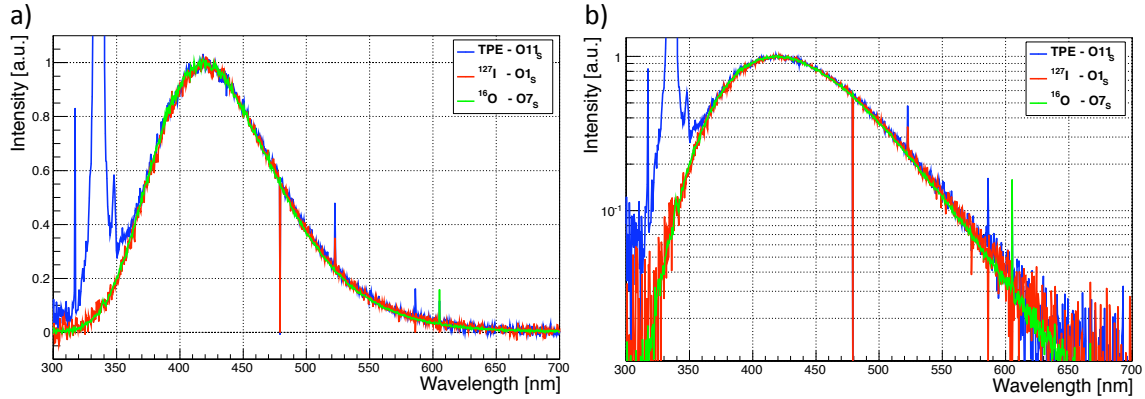 a)
Intensity [a.u.]
1
0.8
0.6
0.4
0.2
0
TPE - O11s
127I - O1s
16O - O7s
300 350 400 450 500 550 600 650 700
Wavelength [nm]
b)
Intensity [a.u.]
1
10-1
TPE - O11s
127I - O1s
16O - O7s
300 350 400 450 500 550 600 650 700
Wavelength [nm]